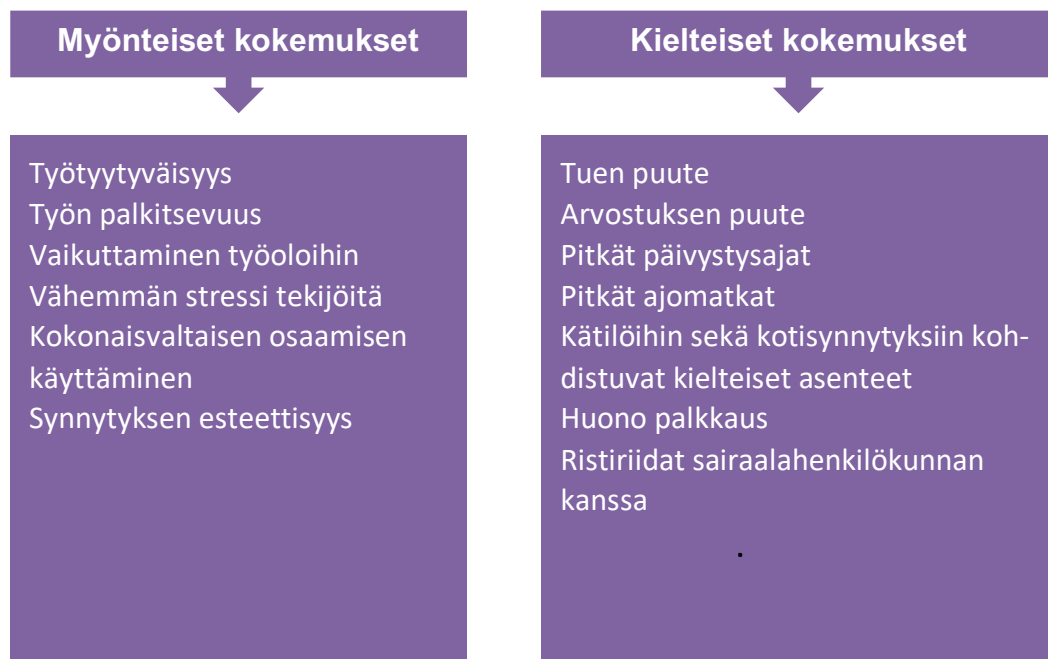 Myönteiset kokemukset
Työtyytyväisyys
Työn palkitsevuus
Vaikuttaminen työoloihin
Vähemmän stressi tekijöitä
Kokonaisvaltaisen osaamisen
käyttäminen
Synnytyksen esteettisyys
Kielteiset kokemukset
Tuen puute
Arvostuksen puute
Pitkät päivystysajat
Pitkät ajomatkat
Kätilöihin sekä kotisynnytyksiin koh-
distuvat kielteiset asenteet
Huono palkkaus
Ristiriidat sairaalahenkilökunnan
kanssa
.